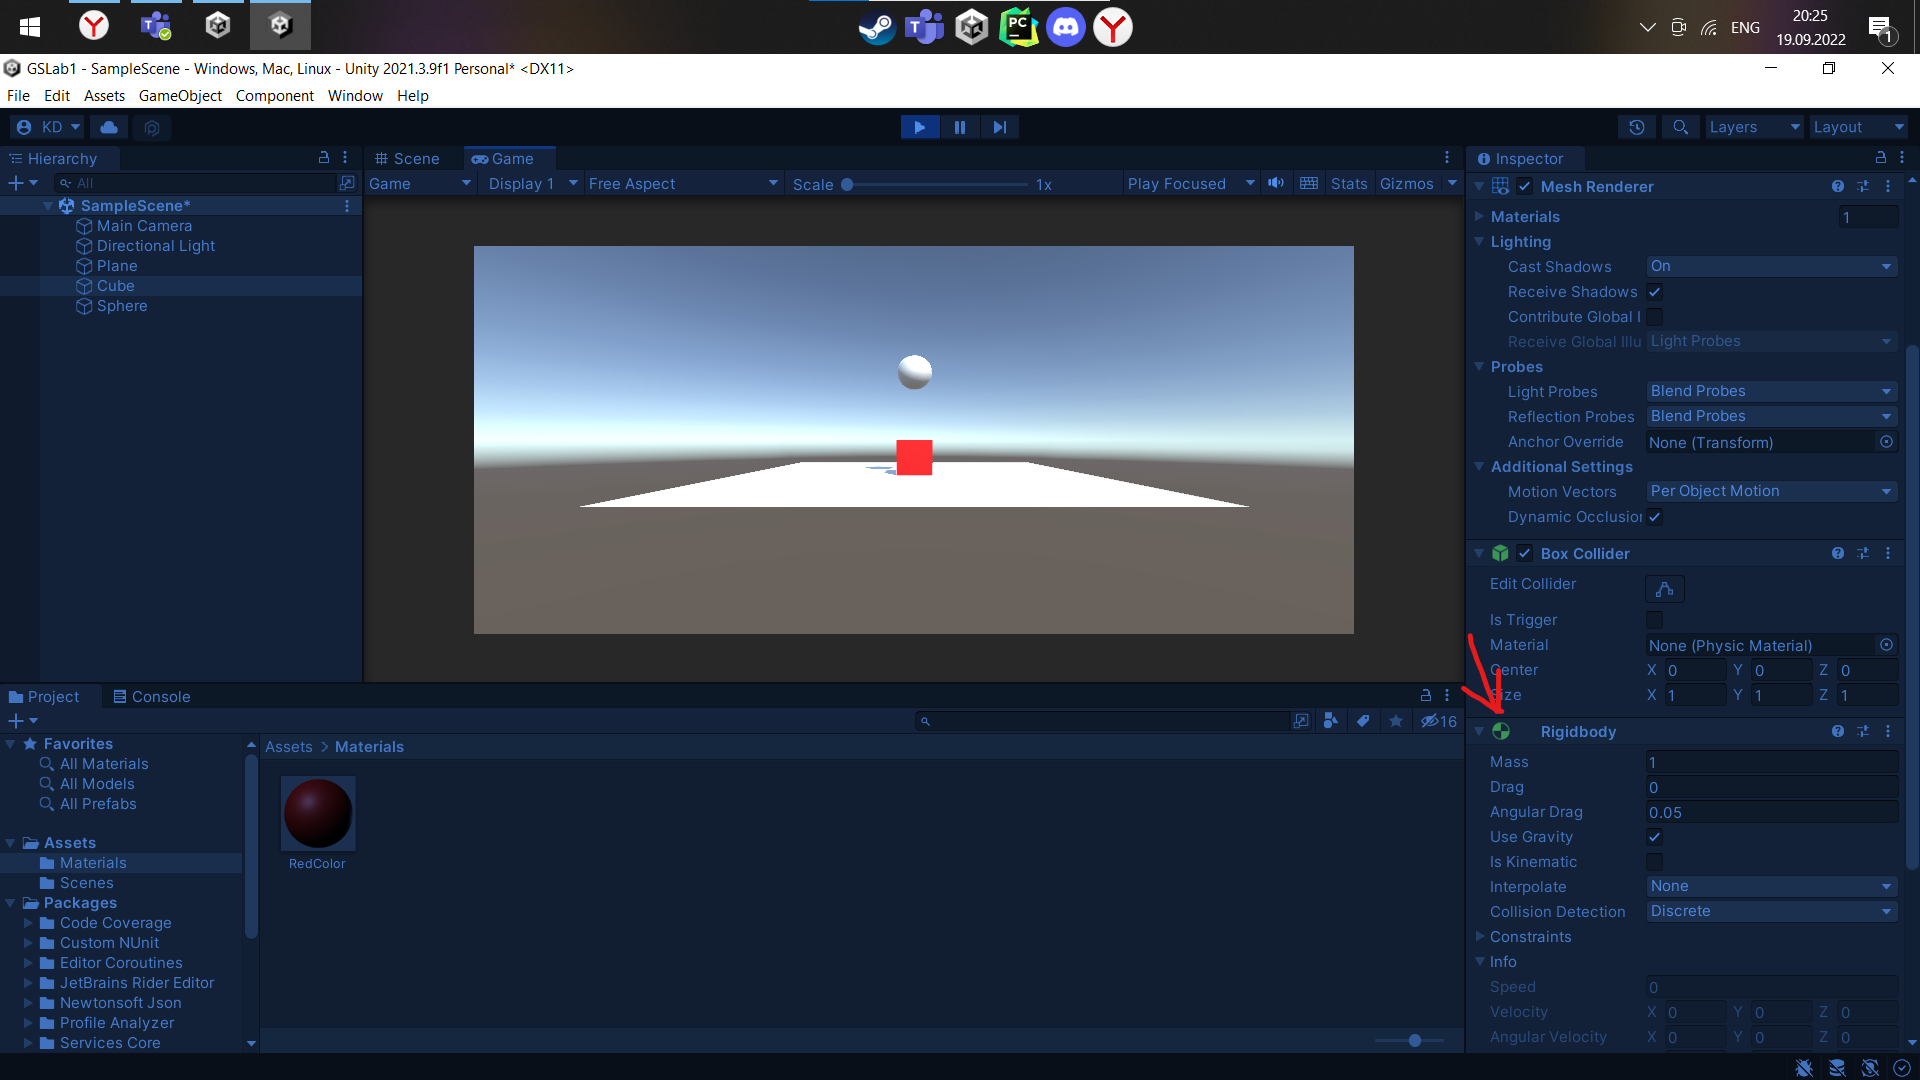 ENG
20:25
19.09.2022
1
GSLab1 - SampleScene - Windows, Mac, Linux - Unity 2021.3.9f1 Personal* <DX11>
File Edit Assets GameObject Component Window Help
KD
Layers
Layout
Hierarchy
All
SampleScene*
Main Camera
Directional Light
Plane
Cube
Sphere
Scene
Game
Game
Display 1
Free Aspect
Scale
1x
Play Focused
Stats
Gizmos
Inspector
Mesh Renderer
Materials 1
Lighting
Cast Shadows On
Receive Shadows
Contribute Global I
Receive Global Illu Light Probes
Probes
Light Probes Blend Probes
Reflection Probes Blend Probes
Anchor Override None (Transform)
Additional Settings
Motion Vectors Per Object Motion
Dynamic Occlusion
Box Collider
Edit Collider
Is Trigger
Material None (Physic Material)
Center X 0 Y 0 Z 0
Size X 1 Y 1 Z 1
Rigidbody
Mass 1
Drag 0
Angular Drag 0.05
Use Gravity
Is Kinematic
Interpolate None
Collision Detection Discrete
Constraints
Info
Speed 0
Velocity X 0 Y 0 Z 0
Angular Velocity X 0 Y 0 Z 0
Project
Console
16
Favorites
All Materials
All Models
All Prefabs
Assets
Materials
Scenes
Packages
Code Coverage
Custom NUnit
Editor Coroutines
JetBrains Rider Editor
Newtonsoft Json
Profile Analyzer
Services Core
Assets > Materials
RedColor